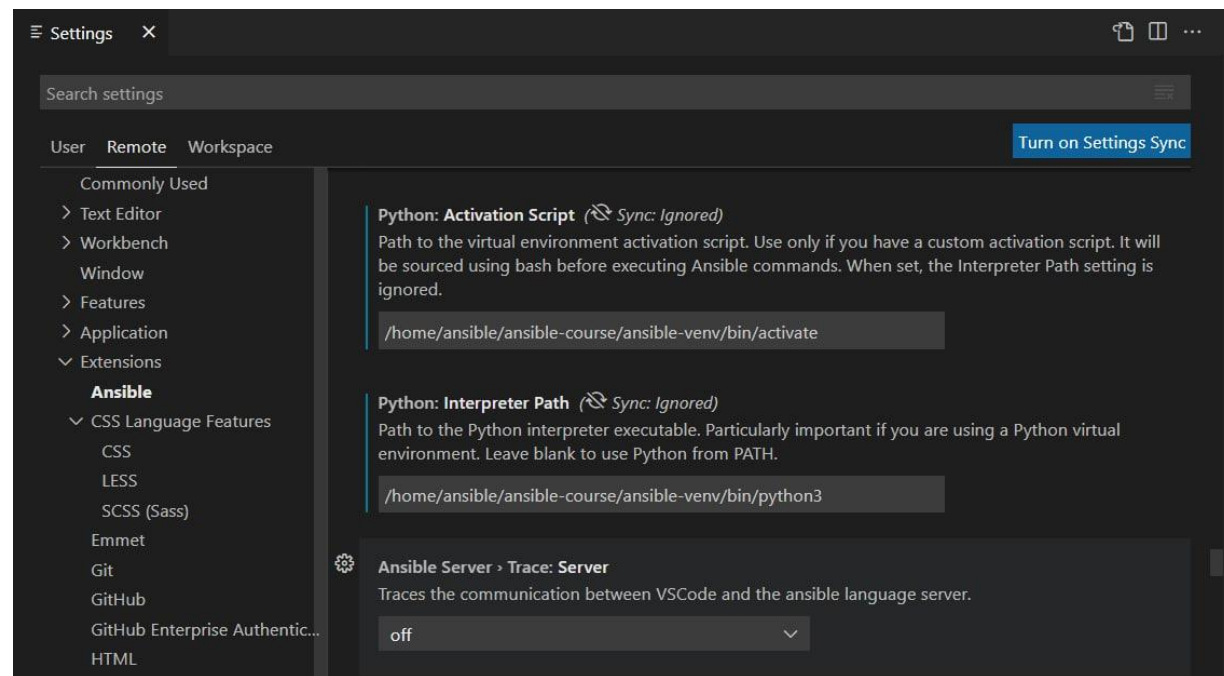 Settings
Search settings
User Remote Workspace
Turn on Settings Sync
Commonly Used
Text Editor
Workbench
Window
Features
Application
Extensions
Ansible
CSS Language Features
CSS
LESS
SCSS (Sass)
Emmet
Git
GitHub
GitHub Enterprise Authentic...
HTML
Python: Activation Script (Sync: Ignored)
Path to the virtual environment activation script. Use only if you have a custom activation script. It will
be sourced using bash before executing Ansible commands. When set, the Interpreter Path setting is
ignored.
/home/ansible/ansible-course/ansible-venv/bin/activate
Python: Interpreter Path (Sync: Ignored)
Path to the Python interpreter executable. Particularly important if you are using a Python virtual
environment. Leave blank to use Python from PATH.
/home/ansible/ansible-course/ansible-venv/bin/python3
Ansible Server › Trace: Server
Traces the communication between VSCode and the ansible language server.
off